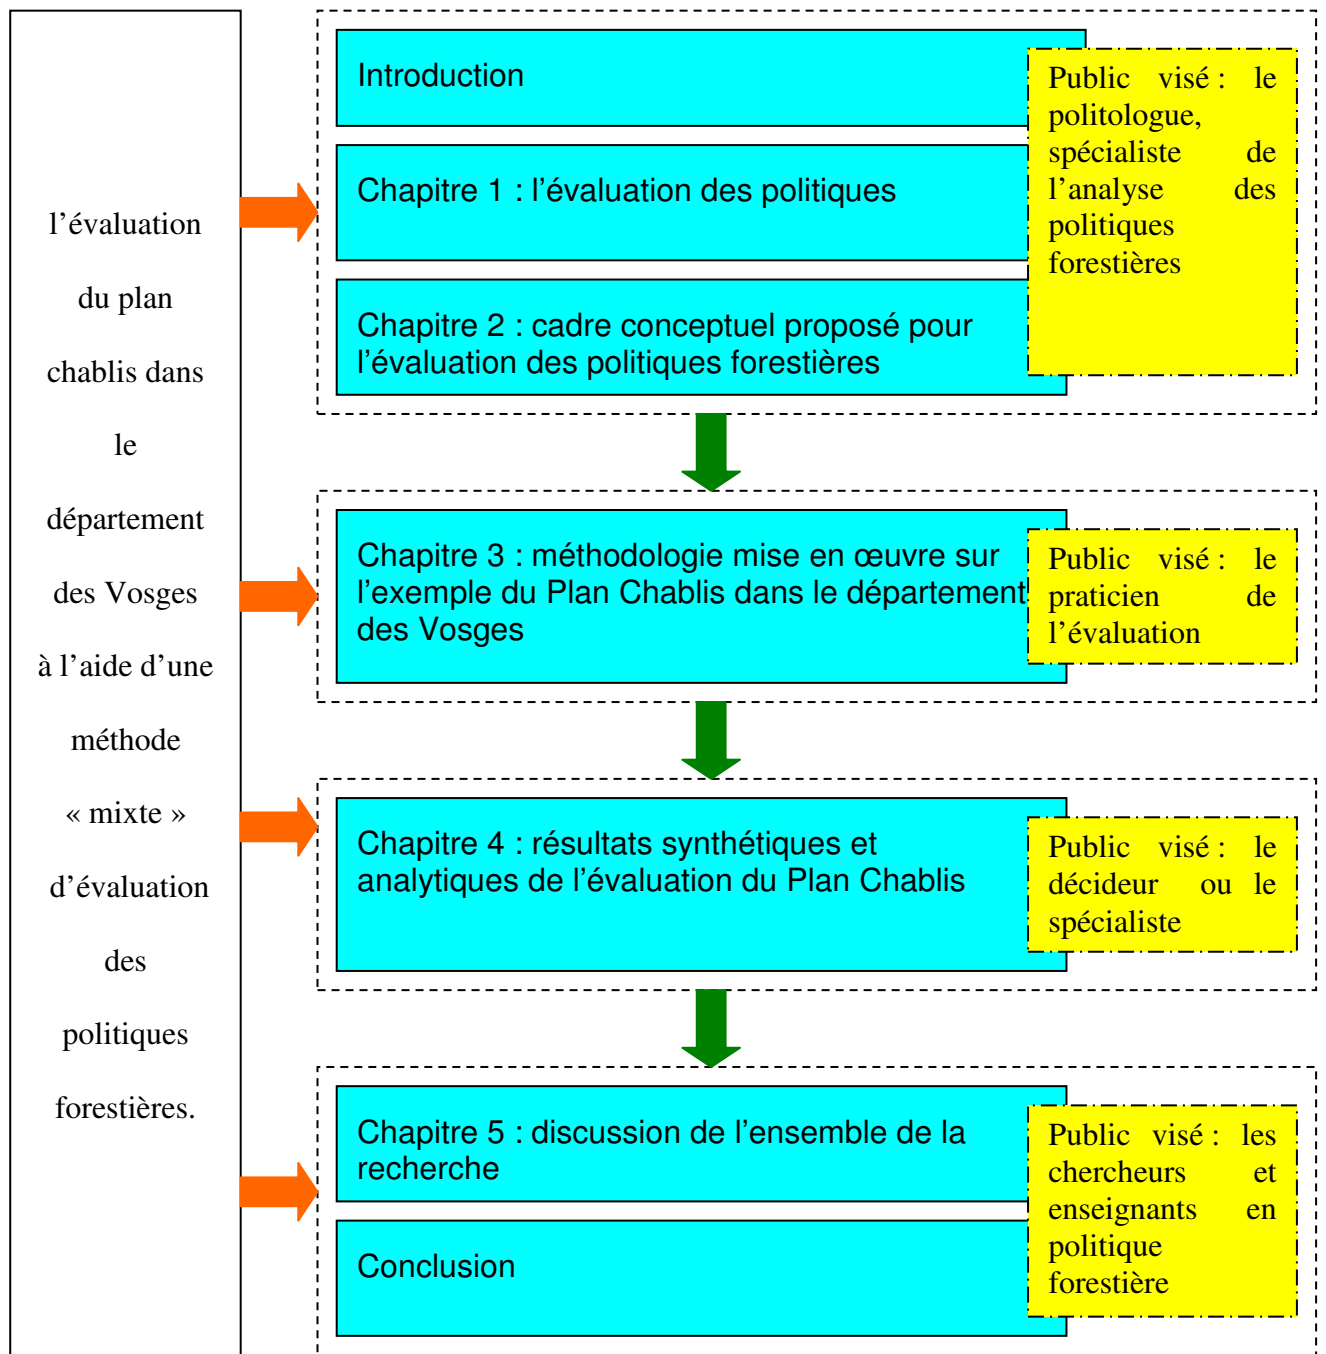 l’évaluation
du plan
chablis dans
le
département
des Vosges
à l’aide d’une
méthode
« mixte »
d’évaluation
des
politiques
forestières.
Introduction
Chapitre 1 : l’évaluation des politiques
Chapitre 2 : cadre conceptuel proposé pour
l’évaluation des politiques forestières
Public visé : le
politologue,
spécialiste de
l’analyse des
politiques
forestières
Chapitre 3 : méthodologie mise en œuvre sur
l’exemple du Plan Chablis dans le département
des Vosges
Public visé : le
praticien de
l’évaluation
Chapitre 4 : résultats synthétiques et
analytiques de l’évaluation du Plan Chablis
Public visé : le
décideur ou le
spécialiste
Chapitre 5 : discussion de l’ensemble de la
recherche
Conclusion
Public visé : les
chercheurs et
enseignants en
politique
forestière